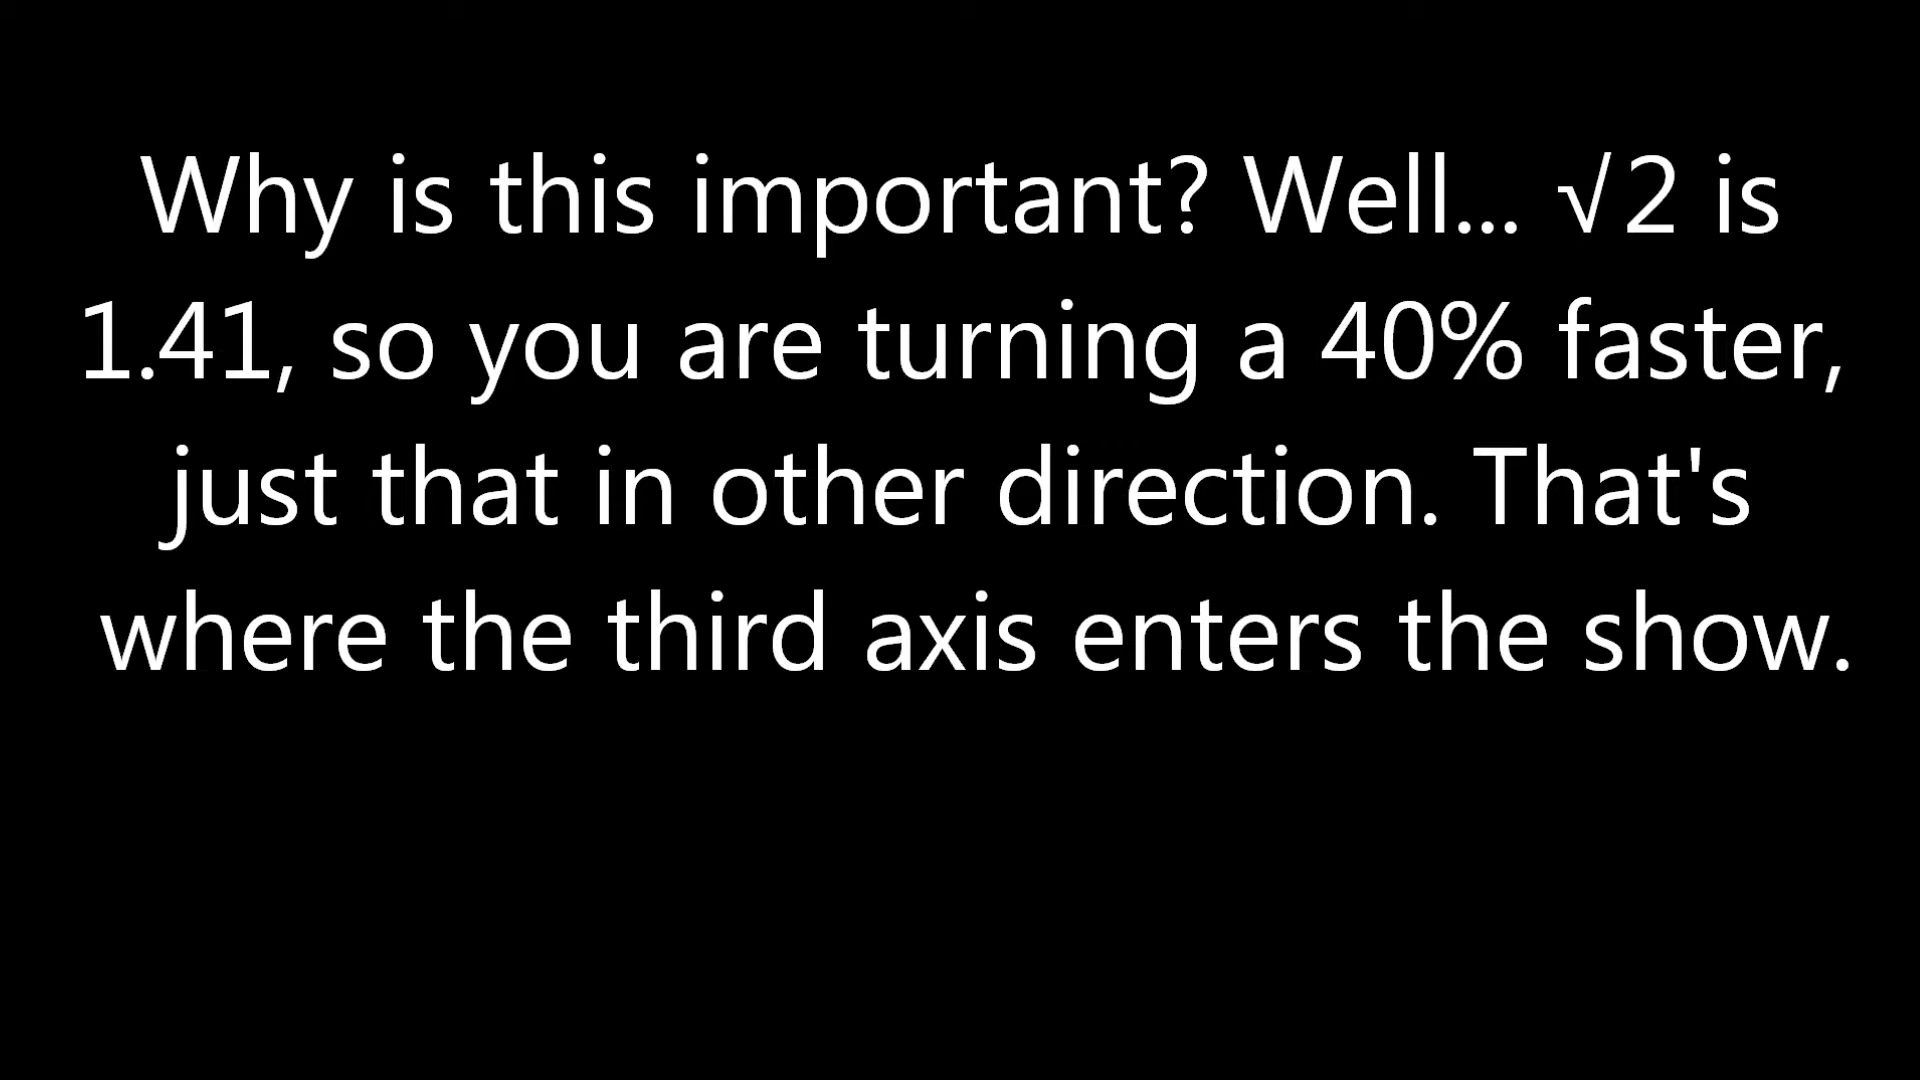 Why is this important? Well... √2 is
1.41, so you are turning a 40% faster,
just that in other direction. That's
where the third axis enters the show.